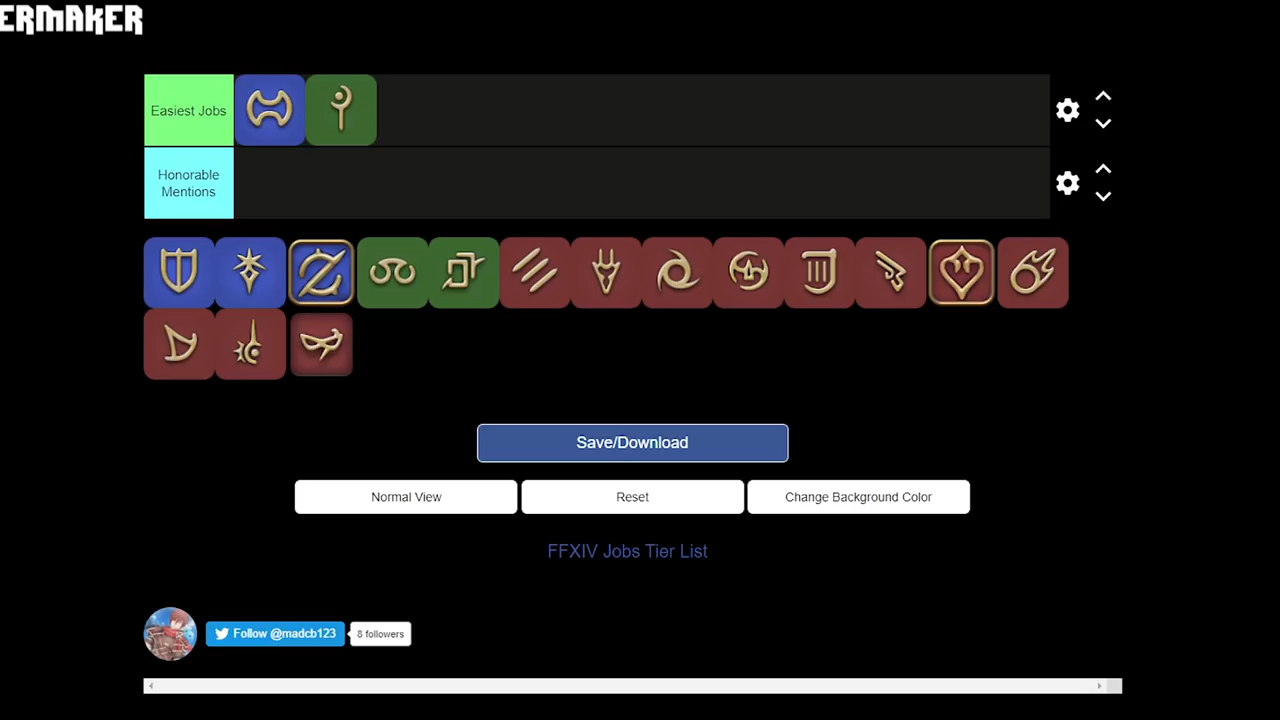 ERMAKER
Easiest Jobs
Honorable
Mentions
Save/Download
Normal View
Reset
Change Background Color
FFXIV Jobs Tier List
Follow @madcb123
8 followers